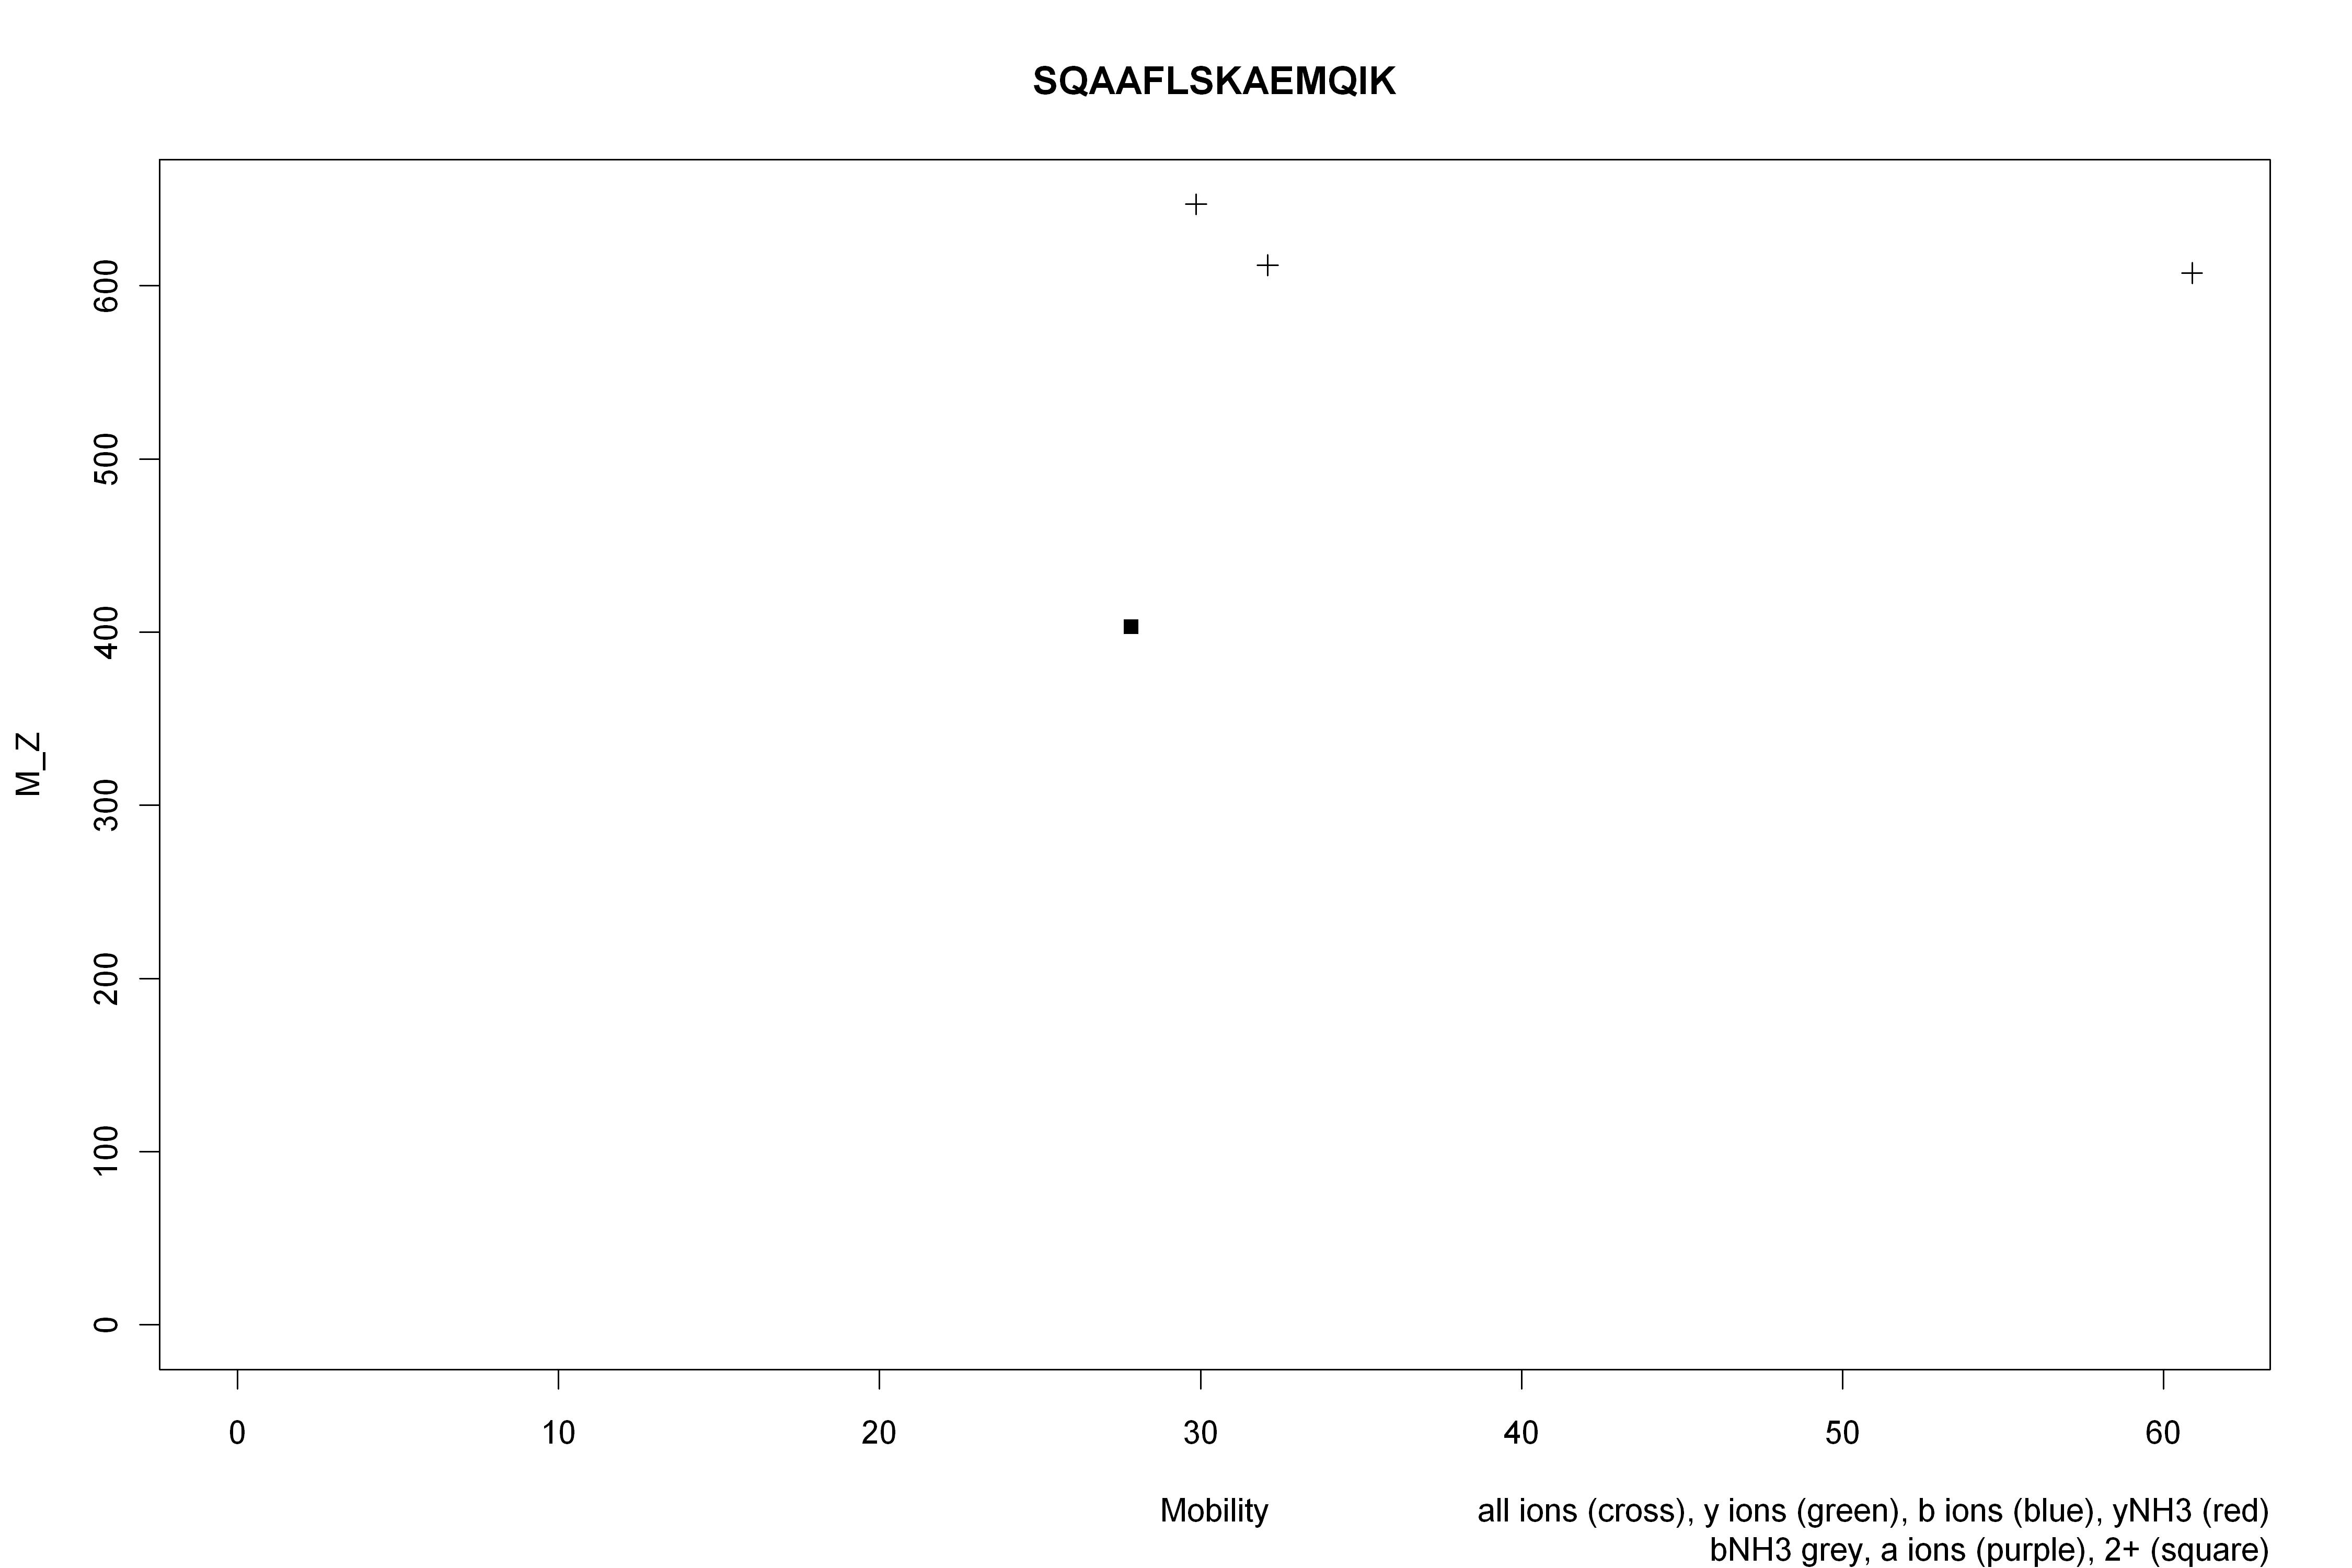 SQAAFLSKAEMQIK
600
500
400
300
200
100
0
M_Z
0 10 20 30 40 50 60
Mobility
all ions (cross), y ions (green), b ions (blue), yNH3 (red)
bNH3 grey, a ions (purple), 2+ (square)